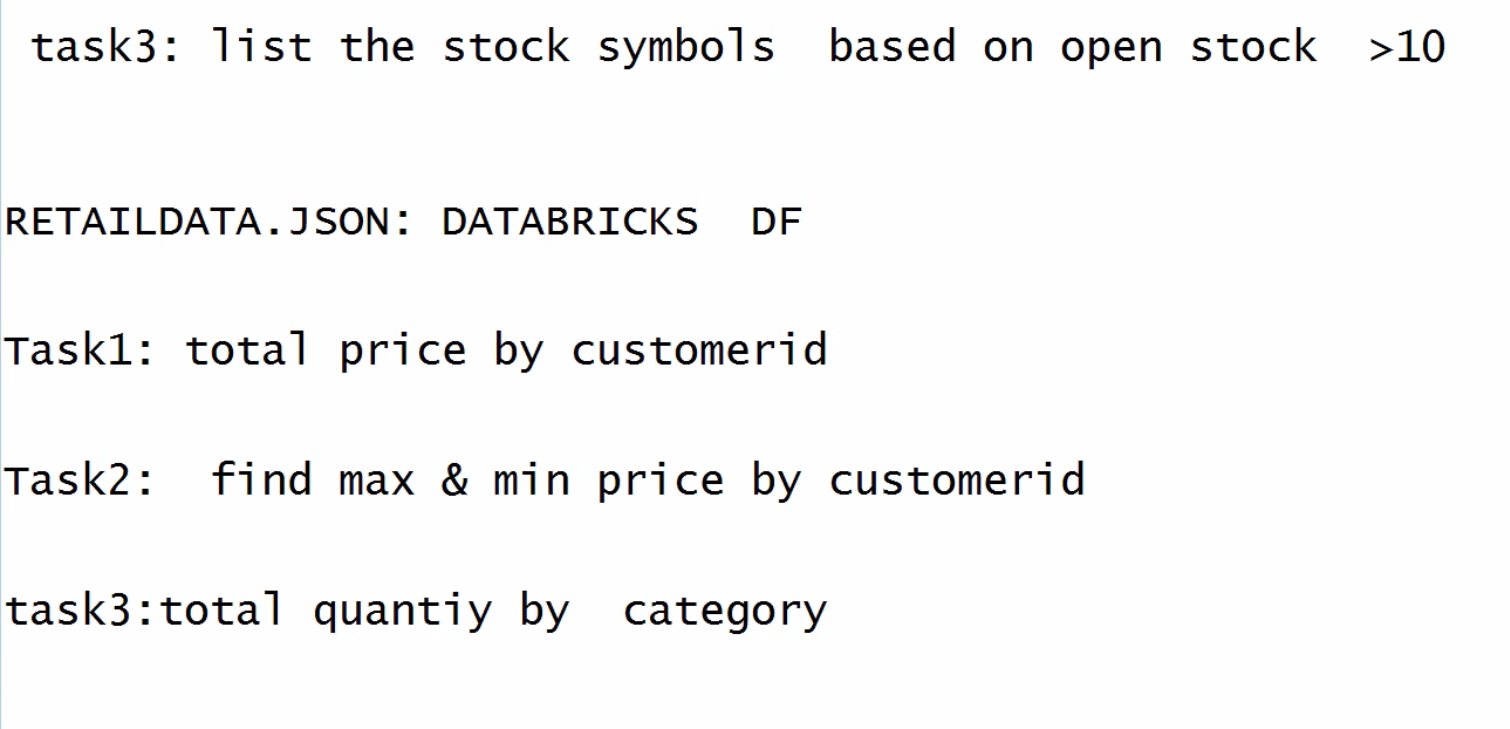 task3: list the stock symbols  based on open stock  >10
RETAILDATA.JSON: DATABRICKS  DF
Task1: total price by customerid
Task2:  find max & min price by customerid
task3:total quantiy by  category